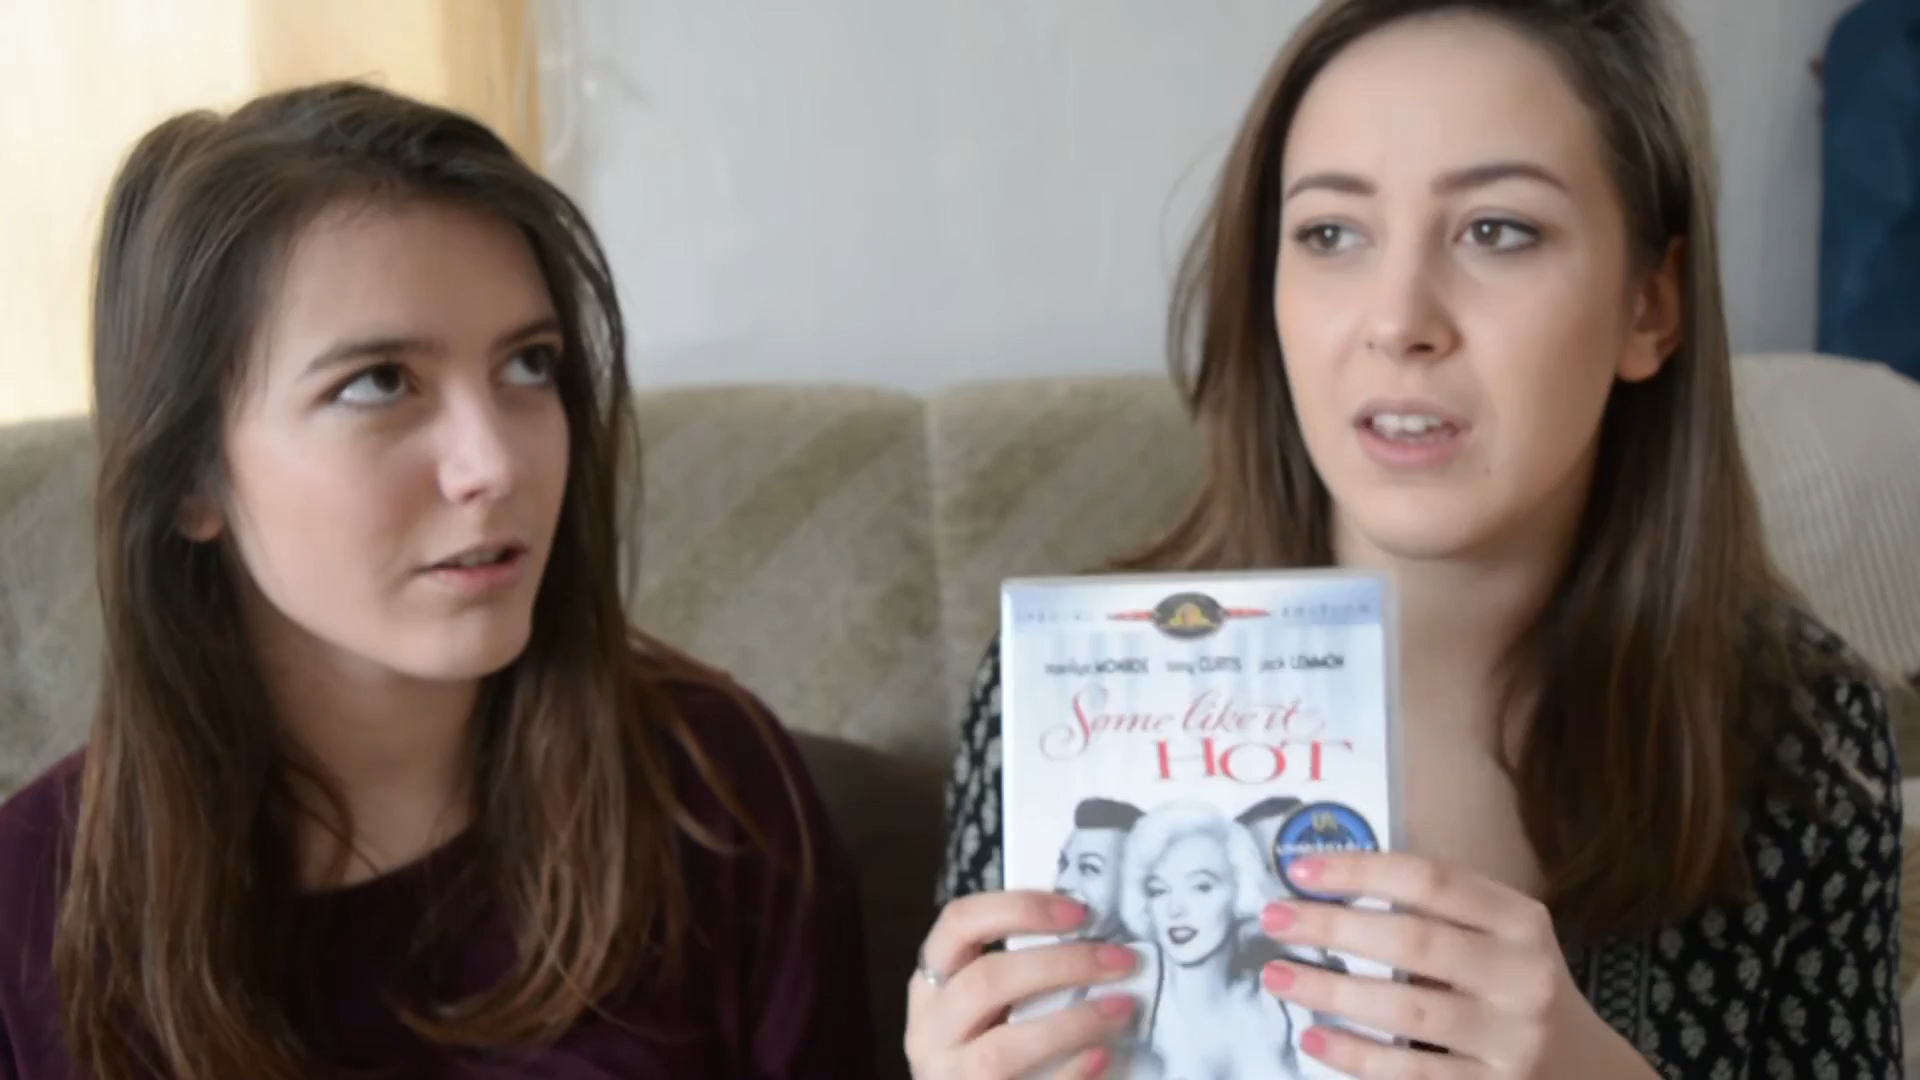 SPECIAL EDITION
marilyn MONROE tony CURTIS jack LEMMON
Some like it
HOT